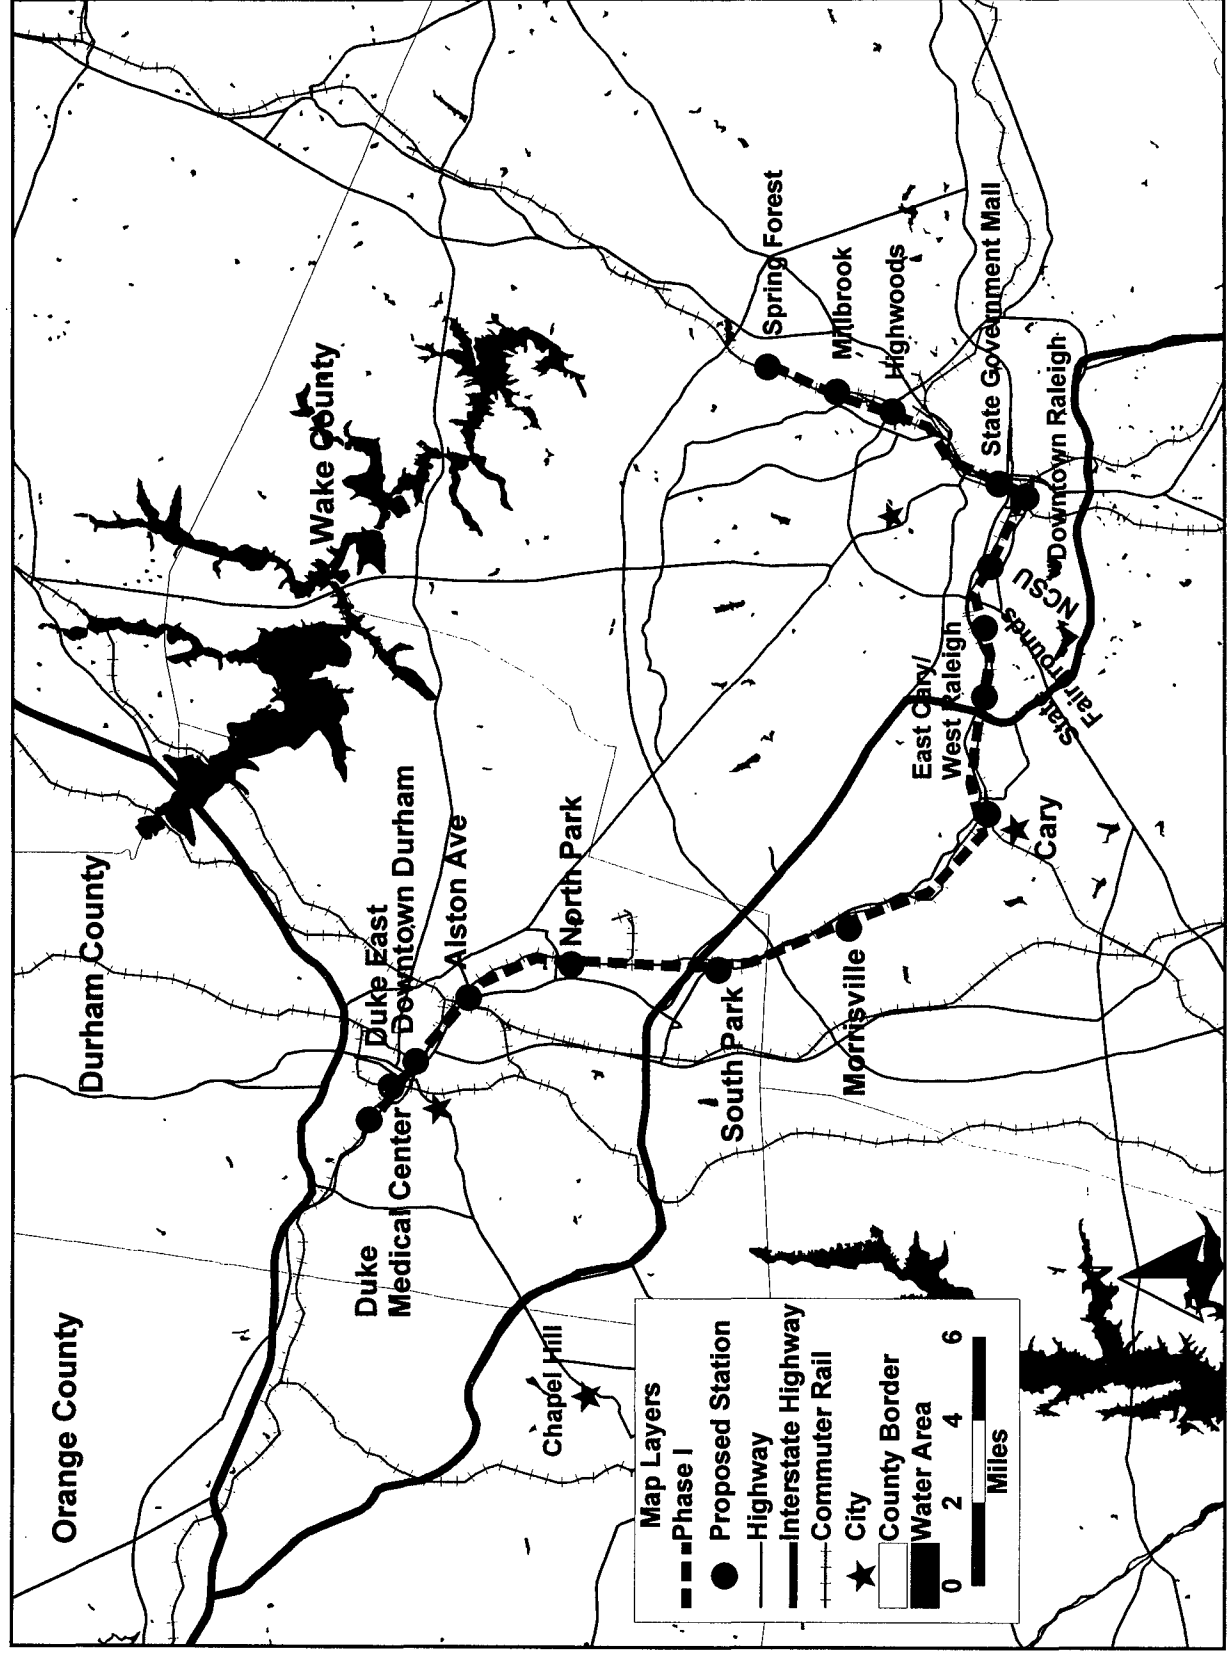 Orange County
Durham County
Wake County
Duke
Medical Center
Duke East
Downtown Durham
Alston Ave
North Park
South Park
Morrisville
Chapel Hill
Cary
East Cary/
West Raleigh
State
Fairgrounds
NCSU
Downtown Raleigh
State Government Mall
Highwoods
Millbrook
Spring Forest
Map Layers
Phase I
Proposed Station
Highway
Interstate Highway
Commuter Rail
City
County Border
Water Area
0 2 4 6
Miles